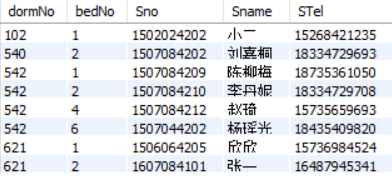 dormNo bedNo Sno Sname STel
102 1 1502024202 小二 15268421235
540 2 1507084202 刘嘉桐 18334729693
542 1 1507084209 陈柳梅 18735361050
542 2 1507084210 李丹妮 18334729708
542 4 1507084212 赵琦 15735659693
542 6 1507044202 杨瑶光 18435409820
621 1 1506064205 欣欣 15736984524
621 2 1607084101 张一 16487945341